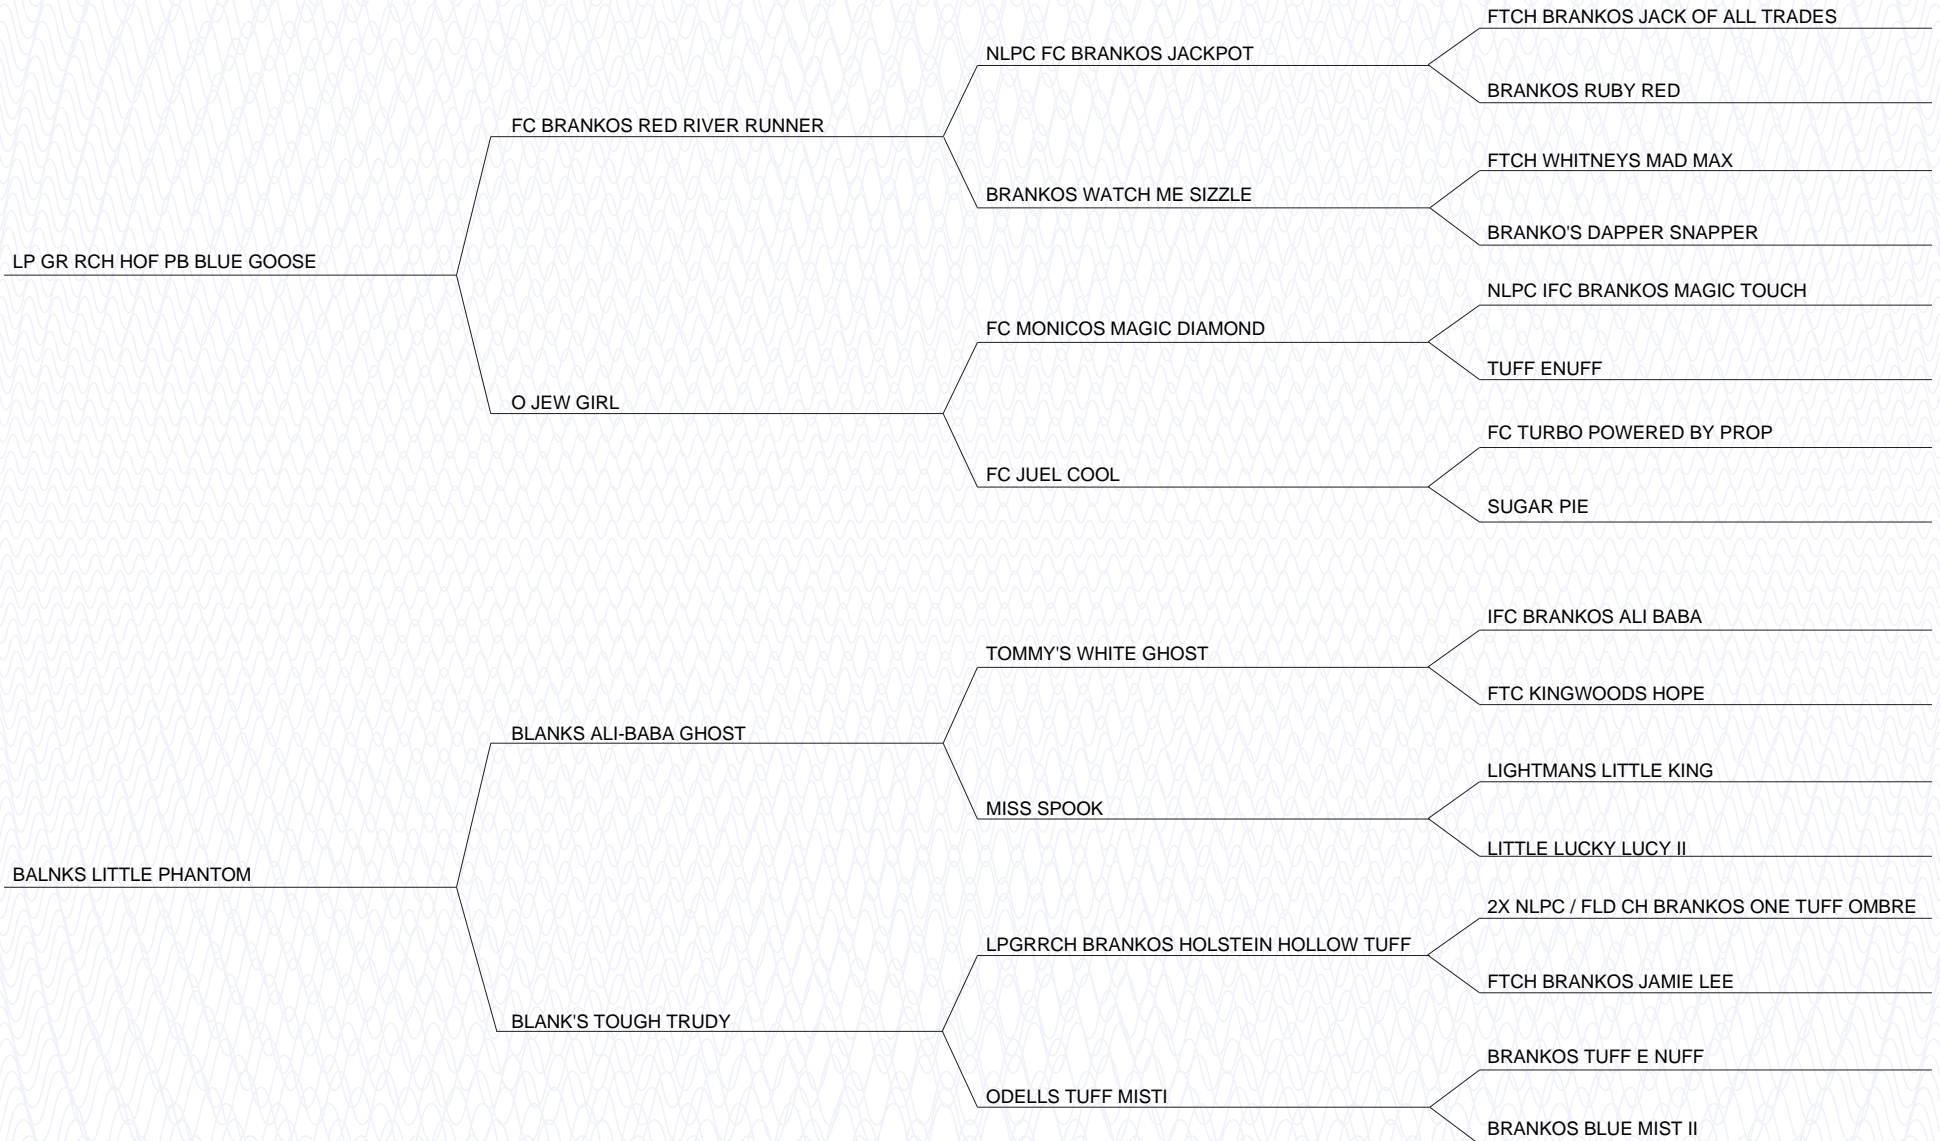 FTCH BRANKOS JACK OF ALL TRADES
NLPC FC BRANKOS JACKPOT
BRANKOS RUBY RED
FC BRANKOS RED RIVER RUNNER
FTCH WHITNEYS MAD MAX
BRANKOS WATCH ME SIZZLE
BRANKO'S DAPPER SNAPPER
LP GR RCH HOF PB BLUE GOOSE
NLPC IFC BRANKOS MAGIC TOUCH
FC MONICOS MAGIC DIAMOND
TUFF ENUFF
O JEW GIRL
FC TURBO POWERED BY PROP
FC JUEL COOL
SUGAR PIE
IFC BRANKOS ALI BABA
TOMMY'S WHITE GHOST
FTC KINGWOODS HOPE
BLANKS ALI-BABA GHOST
LIGHTMANS LITTLE KING
MISS SPOOK
LITTLE LUCKY LUCY II
BALNKS LITTLE PHANTOM
2X NLPC / FLD CH BRANKOS ONE TUFF OMBRE
LPGRRCH BRANKOS HOLSTEIN HOLLOW TUFF
FTCH BRANKOS JAMIE LEE
BLANK'S TOUGH TRUDY
BRANKOS TUFF E NUFF
ODELLS TUFF MISTI
BRANKOS BLUE MIST II